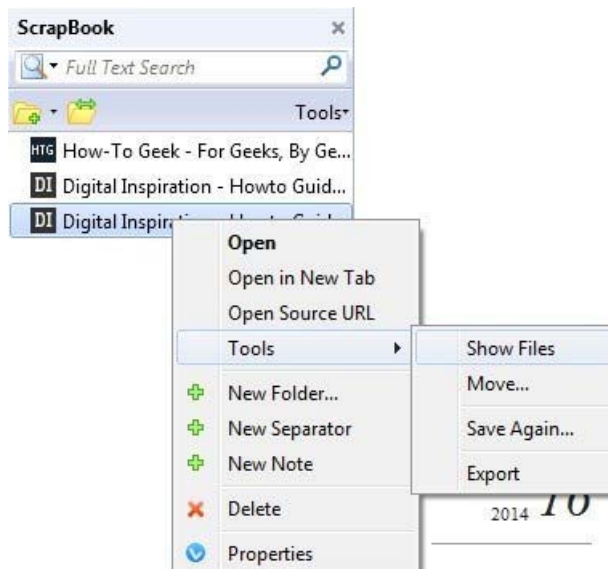 ScrapBook
Full Text Search
Tools
HTG How-To Geek - For Geeks, By Ge...
DI Digital Inspiration - Howto Guid...
DI Digital Inspira
Open
Open in New Tab
Open Source URL
Tools
Show Files
New Folder...
Move...
New Separator
Save Again...
New Note
Export
Delete
2014 16
Properties